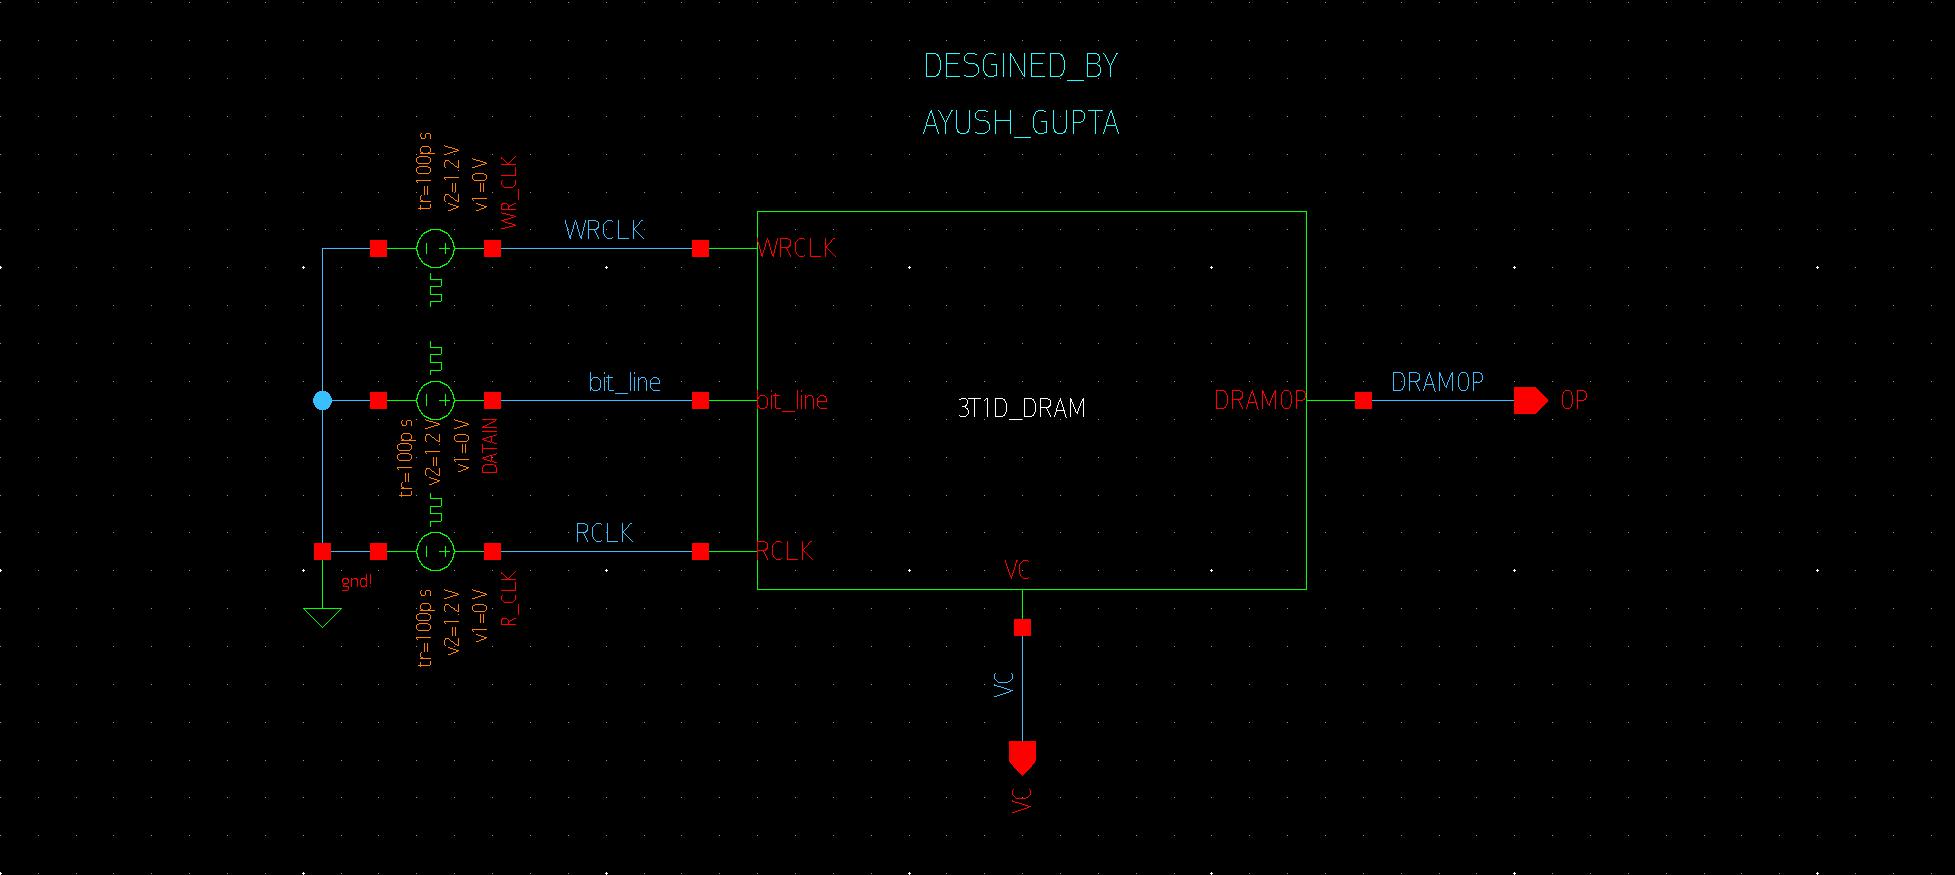 DESGINED_BY
AYUSH_GUPTA
tr=100p s
v2=1.2 V
v1=0 V
WR_CLK
WRCLK
WRCLK
bit_line
bit_line
tr=100p s
v2=1.2 V
v1=0 V
DATAIN
3T1D_DRAM
DRAMOP
DRAMOP
OP
RCLK
RCLK
gnd!
tr=100p s
v2=1.2 V
v1=0 V
R_CLK
VC
VC
VC